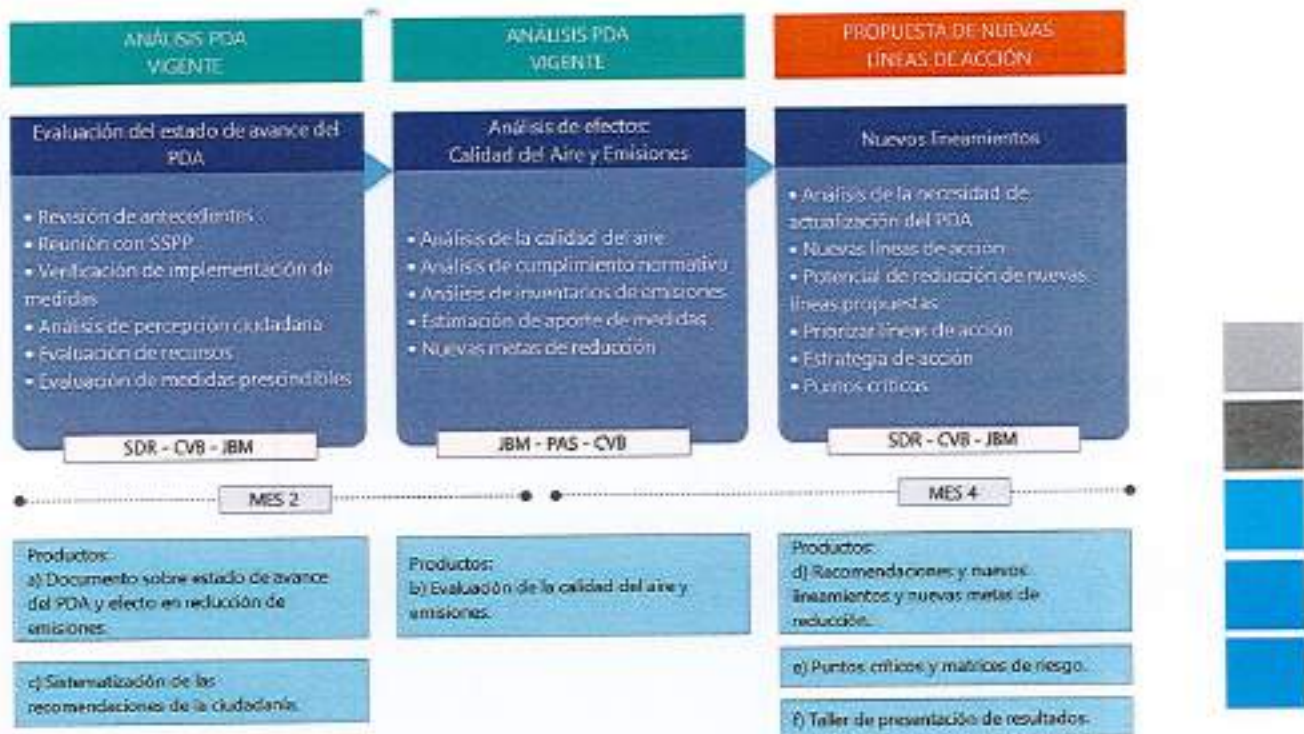 ANÁLISIS PDA
VIGENTE
ANÁLISIS PDA
VIGENTE
PROPUESTA DE NUEVAS
LÍNEAS DE ACCIÓN
Evaluación del estado de avance del
PDA
• Revisión de antecedentes
• Reunión con SSPP
• Verificación de implementación de
medidas
• Análisis de percepción ciudadana
• Evaluación de recursos
• Evaluación de medidas prescindibles
SDR - CVB - JBM
Análisis de efectos:
Calidad del Aire y Emisiones
• Análisis de la calidad del aire
• Análisis de cumplimiento normativo
• Análisis de inventarios de emisiones
• Estimación de aporte de medidas
• Nuevas metas de reducción
JBM - PAS - CVB
Nuevos lineamientos
• Análisis de la necesidad de
actualización del PDA
• Nuevas líneas de acción
• Potencial de reducción de nuevas
líneas propuestas
• Priorizar líneas de acción
• Estrategia de acción
• Puntos críticos
SDR - CVB - JBM
MES 2
MES 4
Productos:
a) Documento sobre estado de avance
del PDA y efecto en reducción de
emisiones.
c) Sistematización de las
recomendaciones de la ciudadanía.
Productos:
b) Evaluación de la calidad del aire y
emisiones.
Productos:
d) Recomendaciones y nuevos
lineamientos y nuevas metas de
reducción.
e) Puntos críticos y matrices de riesgo.
f) Taller de presentación de resultados.